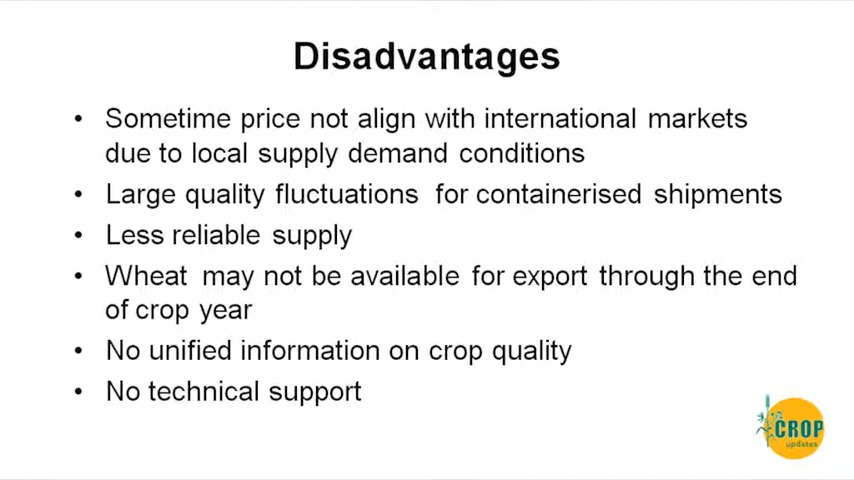 Disadvantages
• Sometime price not align with international markets
due to local supply demand conditions
• Large quality fluctuations for containerised shipments
• Less reliable supply
• Wheat may not be available for export through the end
of crop year
• No unified information on crop quality
• No technical support
CROP
updates